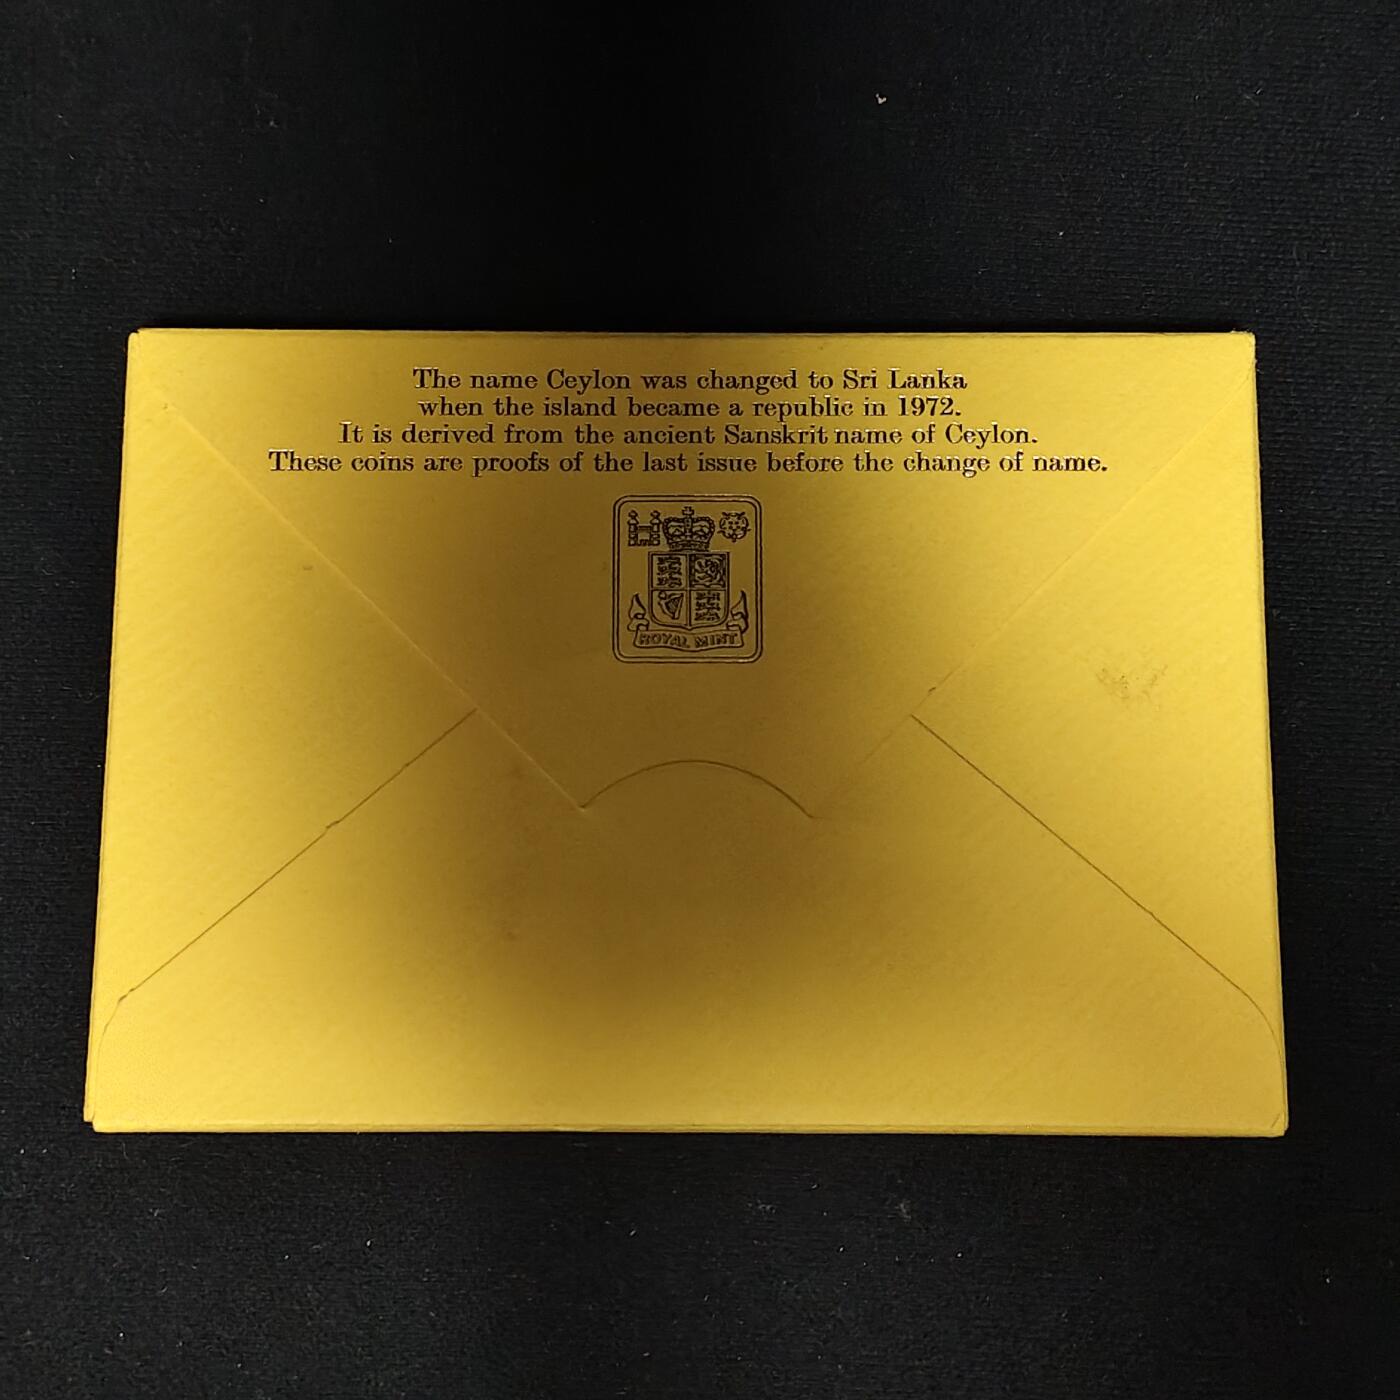 The name Ceylon was changed to Sri Lanka
when the island became a republic in 1972.
It is derived from the ancient Sanskrit name of Ceylon.
These coins are proofs of the last issue before the change of name.
ROYAL MINT